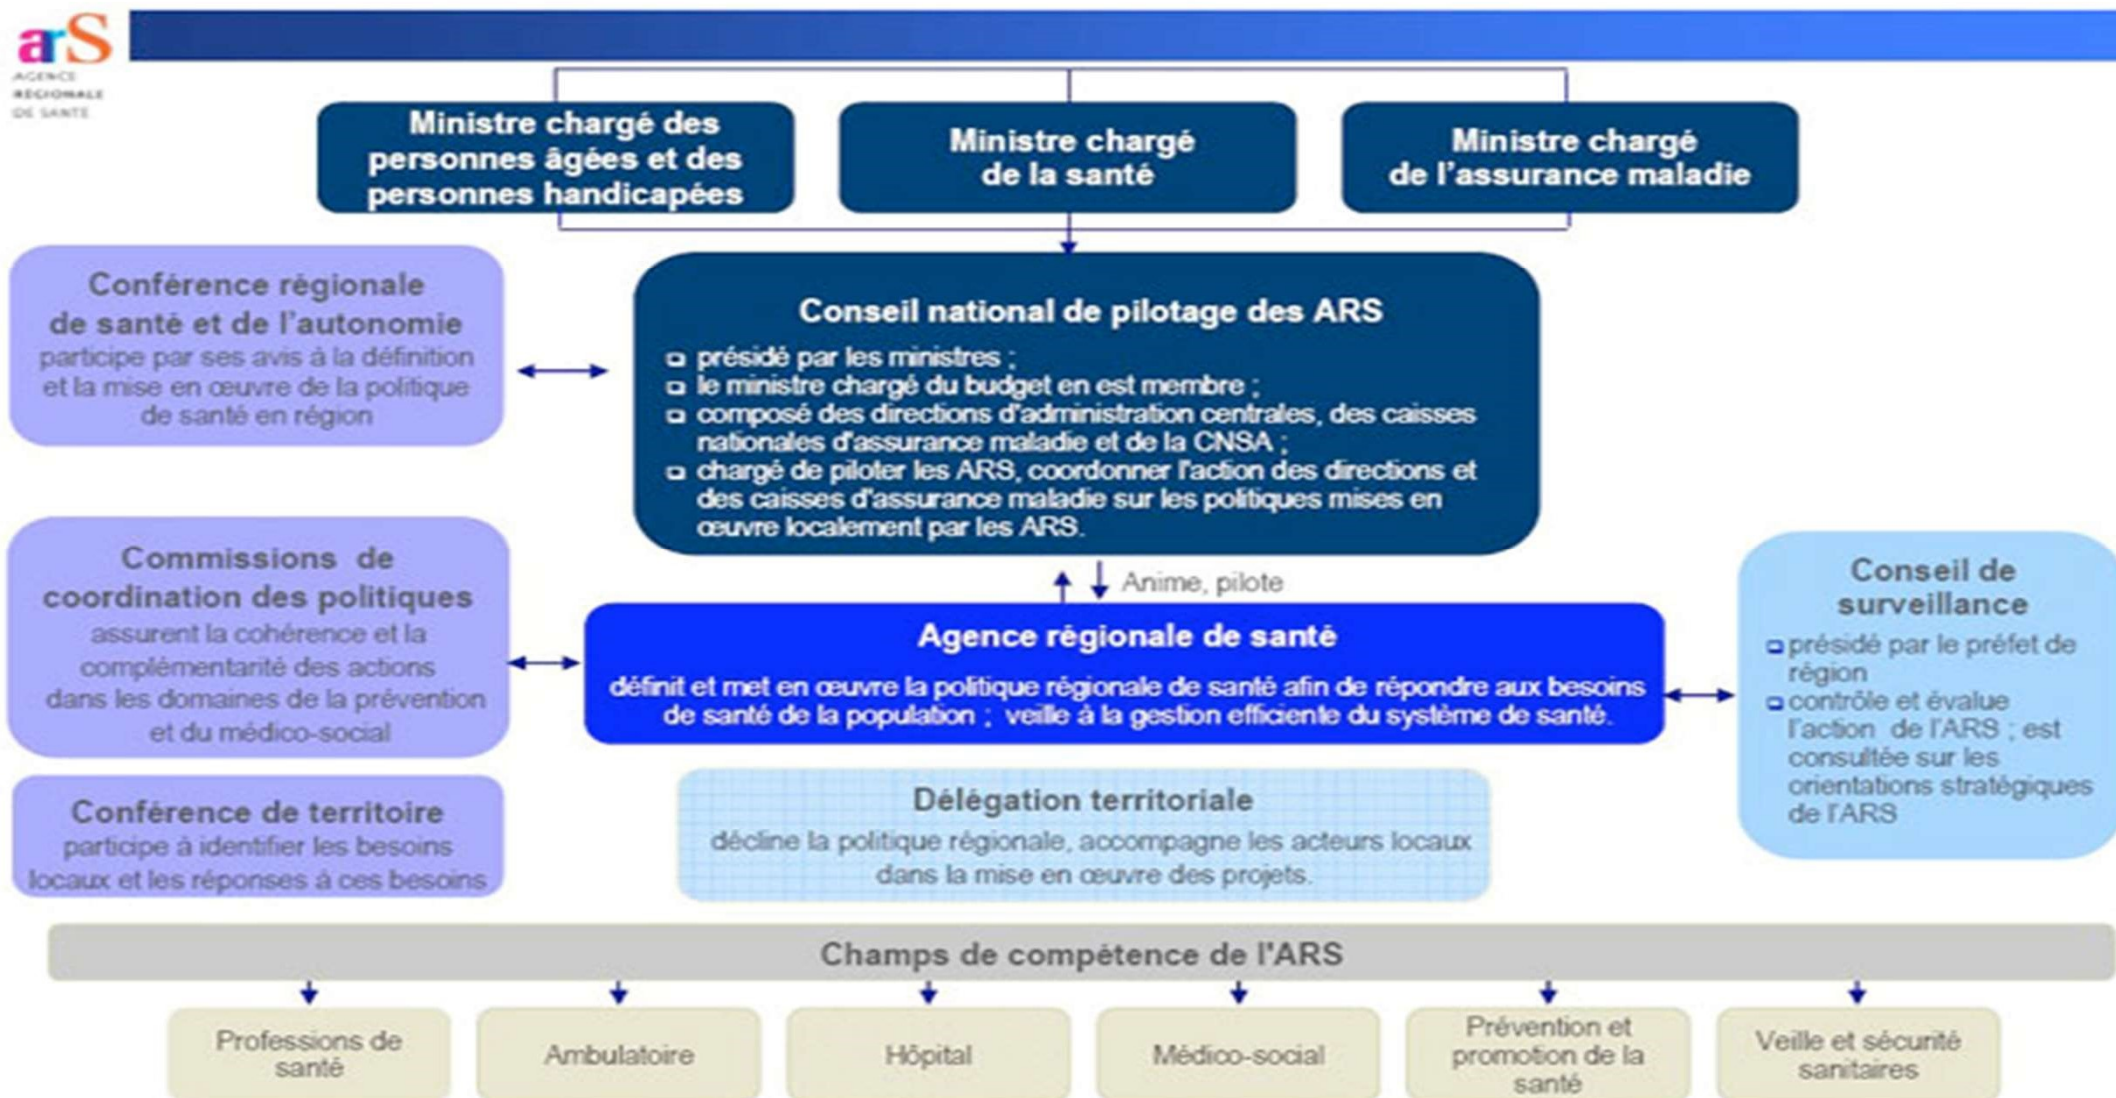 arS
AGENCE
RÉGIONALE
DE SANTÉ
Ministre chargé des
personnes âgées et des
personnes handicapées
Ministre chargé
de la santé
Ministre chargé
de l'assurance maladie
Conférence régionale
de santé et de l'autonomie
participe par ses avis à la définition
et la mise en œuvre de la politique
de santé en région
Conseil national de pilotage des ARS
présidé par les ministres ;
le ministre chargé du budget en est membre ;
composé des directions d'administration centrales, des caisses
nationales d'assurance maladie et de la CNSA ;
chargé de piloter les ARS, coordonner l'action des directions et
des caisses d'assurance maladie sur les politiques mises en
œuvre localement par les ARS.
Anime, pilote
Commissions de
coordination des politiques
assurent la cohérence et la
complémentarité des actions
dans les domaines de la prévention
et du médico-social
Agence régionale de santé
définit et met en œuvre la politique régionale de santé afin de répondre aux besoins
de santé de la population ; veille à la gestion efficiente du système de santé.
Conseil de
surveillance
présidé par le préfet de
région
contrôle et évalue
l'action de l'ARS ; est
consultée sur les
orientations stratégiques
de l'ARS
Conférence de territoire
participe à identifier les besoins
locaux et les réponses à ces besoins
Délégation territoriale
décline la politique régionale, accompagne les acteurs locaux
dans la mise en œuvre des projets.
Champs de compétence de l'ARS
Professions de
santé
Ambulatoire
Hôpital
Médico-social
Prévention et
promotion de la
santé
Veille et sécurité
sanitaires